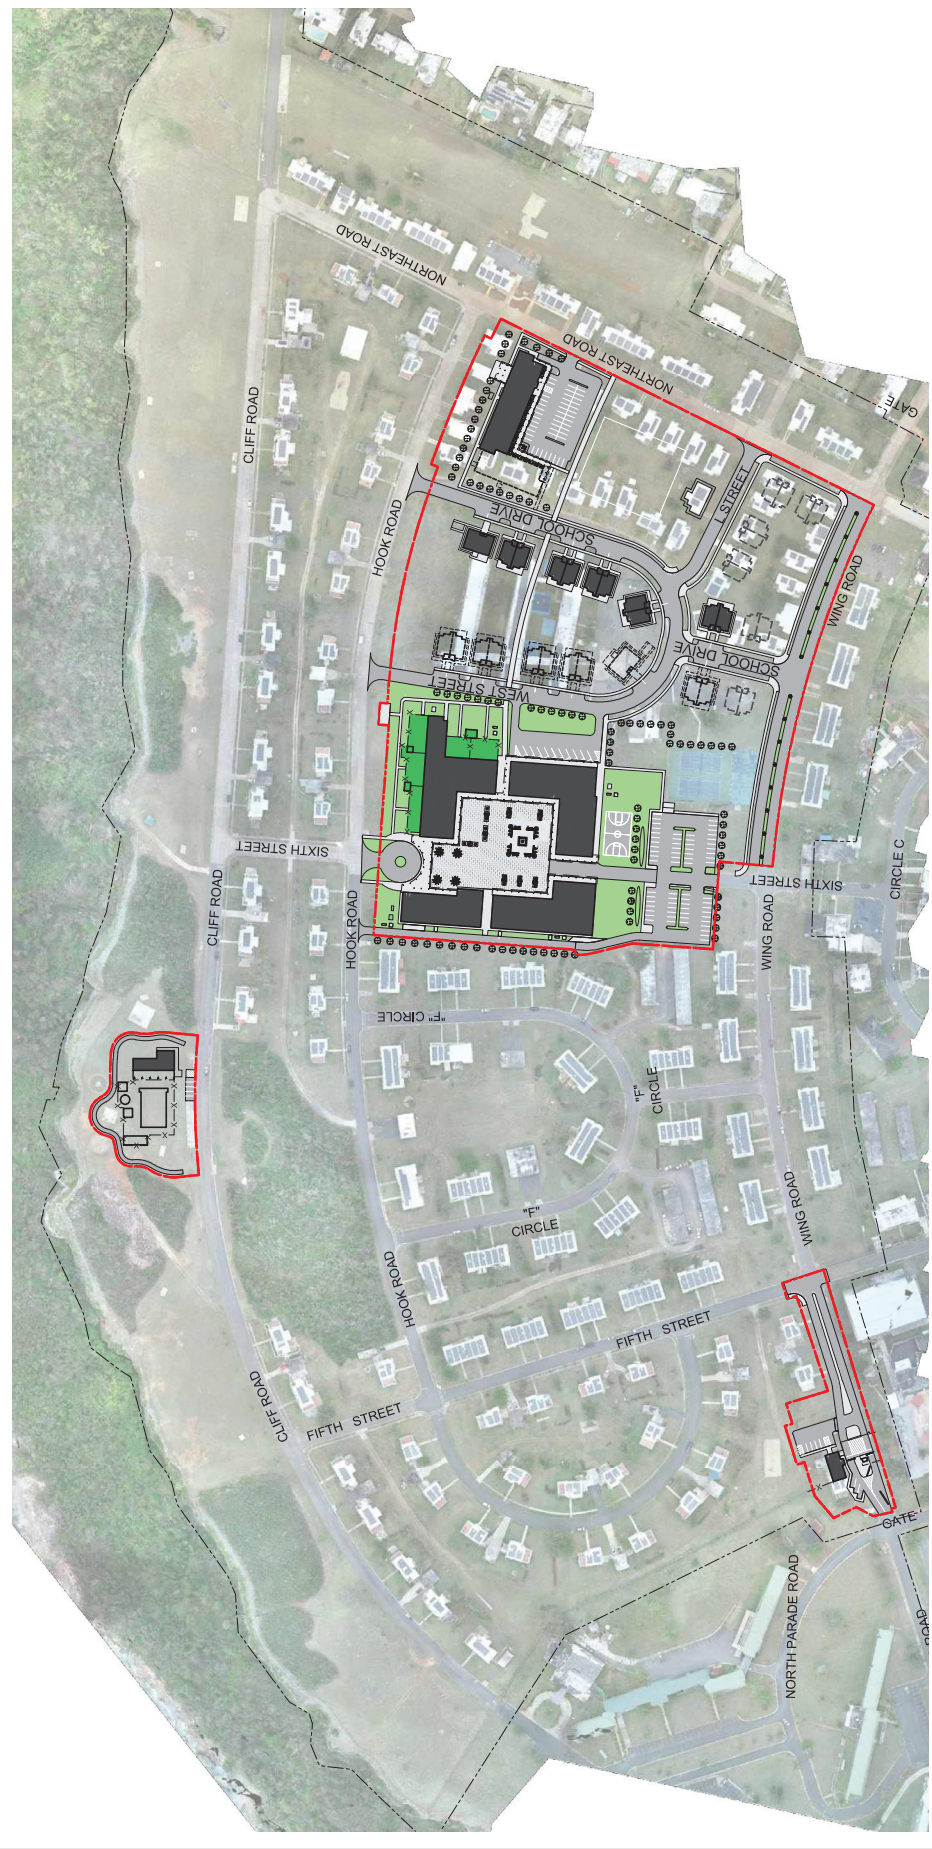 NORTHEAST ROAD
NORTHEAST ROAD
GATE
CLIFF ROAD
L STREET
HOOK ROAD
SCHOOL DRIVE
WING ROAD
SCHOOL DRIVE
WEST STREET
SIXTH STREET
SIXTH STREET
CIRCLE C
CLIFF ROAD
HOOK ROAD
WING ROAD
"F" CIRCLE
"F"
CIRCLE
"F"
CIRCLE
WING ROAD
HOOK ROAD
FIFTH STREET
CLIFF ROAD
FIFTH STREET
GATE
NORTH PARADE ROAD
ROAD